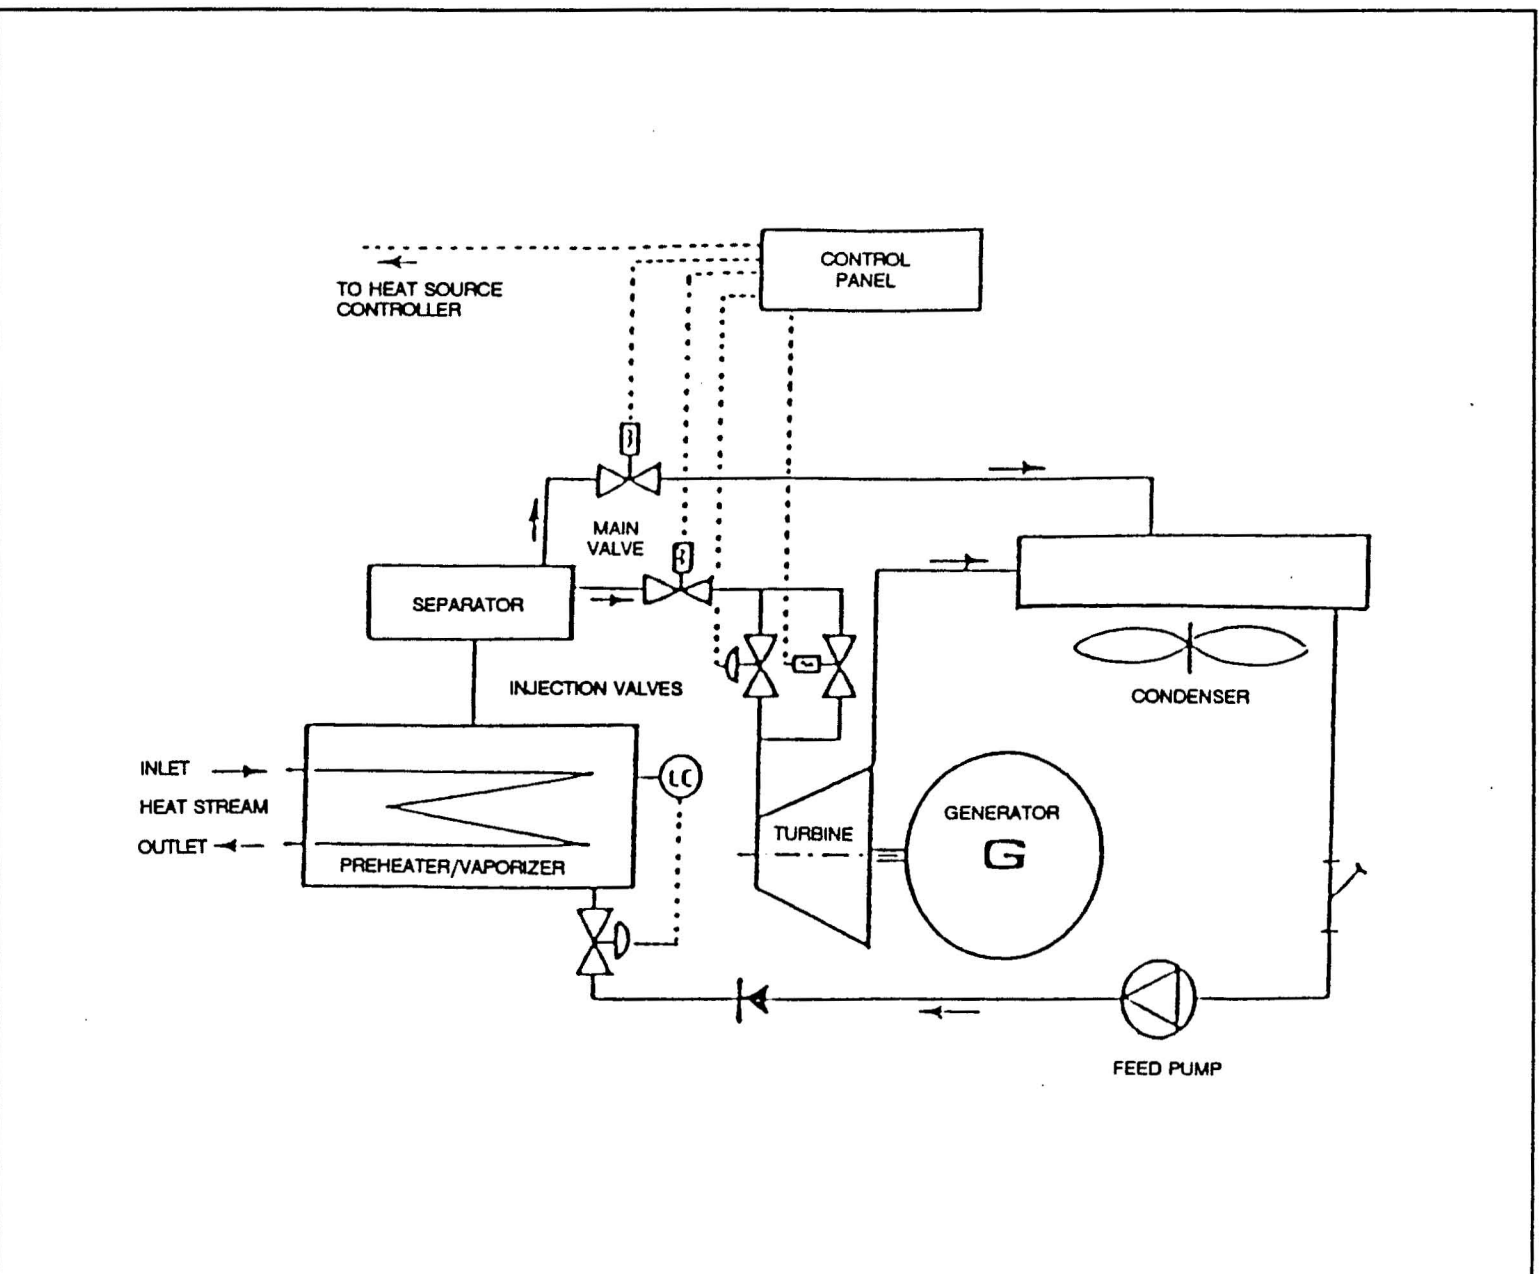 CONTROL
PANEL
TO HEAT SOURCE
CONTROLLER
MAIN
VALVE
SEPARATOR
INJECTION VALVES
CONDENSER
INLET
HEAT STREAM
OUTLET
PREHEATER/VAPORIZER
LC
TURBINE
GENERATOR
G
FEED PUMP